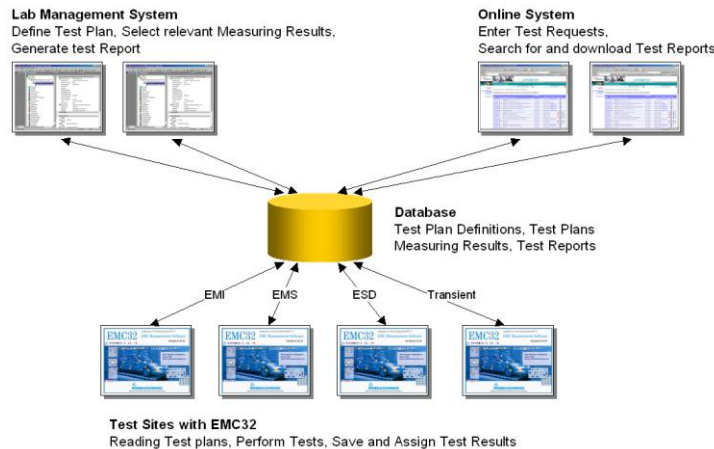 Lab Management System
Define Test Plan, Select relevant Measuring Results,
Generate test Report
Online System
Enter Test Requests,
Search for and download Test Reports
Database
Test Plan Definitions, Test Plans
Measuring Results, Test Reports
EMI
EMS
ESD
Transient
EMC32
EMC32
EMC32
EMC32
Test Sites with EMC32
Reading Test plans, Perform Tests, Save and Assign Test Results